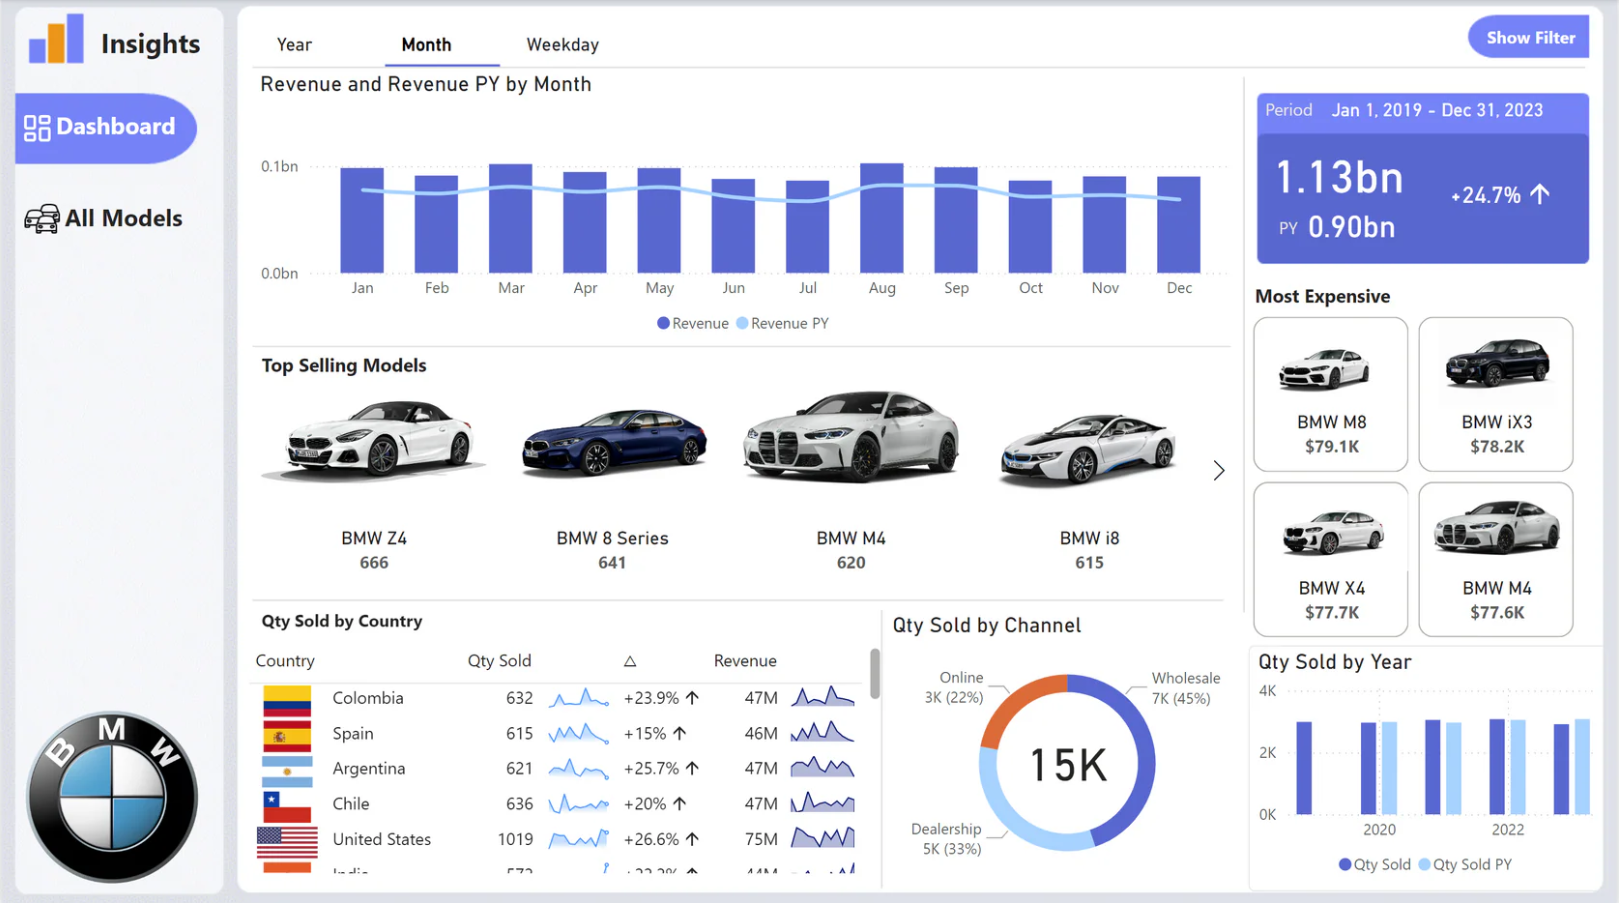 Insights
Dashboard
All Models
BMW
Year Month Weekday
Show Filter
Revenue and Revenue PY by Month
0.1bn
0.0bn
Jan Feb Mar Apr May Jun Jul Aug Sep Oct Nov Dec
Revenue Revenue PY
Period Jan 1, 2019 - Dec 31, 2023
1.13bn
+24.7%
PY 0.90bn
Top Selling Models
BMW Z4 BMW 8 Series BMW M4 BMW i8
666 641 620 615
Most Expensive
BMW M8 BMW iX3
$79.1K $78.2K
BMW X4 BMW M4
$77.7K $77.6K
Qty Sold by Country
Country Qty Sold △ Revenue
Colombia 632 +23.9% 47M
Spain 615 +15% 46M
Argentina 621 +25.7% 47M
Chile 636 +20% 47M
United States 1019 +26.6% 75M
Qty Sold by Channel
Online
3K (22%)
Wholesale
7K (45%)
15K
Dealership
5K (33%)
Qty Sold by Year
4K
2K
0K
2020 2022
Qty Sold Qty Sold PY